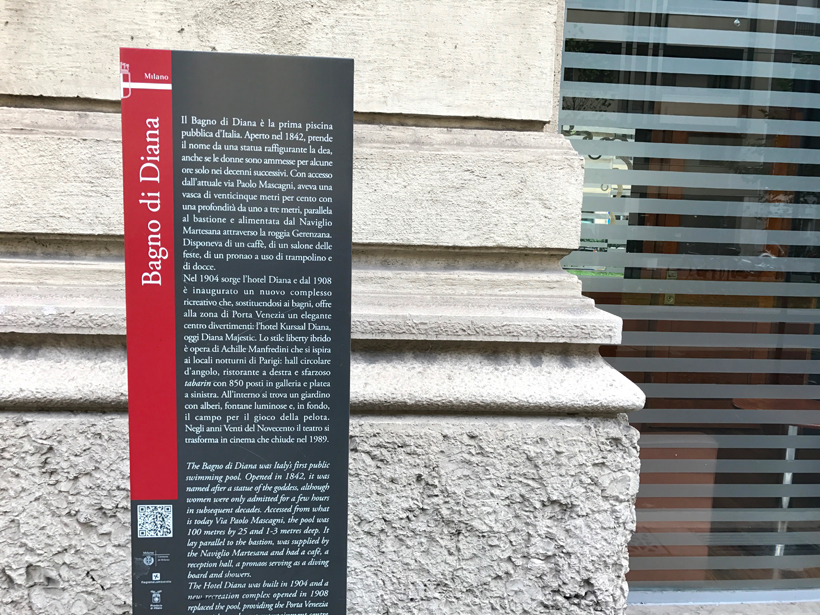 Milano
Bagno di Diana
Il Bagno di Diana è la prima piscina
pubblica d'Italia. Aperto nel 1842, prende
il nome da una statua raffigurante la dea,
anche se le donne sono ammesse per alcune
ore solo nei decenni successivi. Con accesso
dall'attuale via Paolo Mascagni, aveva una
vasca di venticinque metri per cento con
una profondità da uno a tre metri, parallela
al bastione e alimentata dal Naviglio
Martesana attraverso la roggia Gerenzana.
Disponeva di un caffè, di un salone delle
feste, di un pronao a uso di trampolino e
di docce.
Nel 1904 sorge l'hotel Diana e dal 1908
è inaugurato un nuovo complesso
ricreativo che, sostituendosi ai bagni, offre
alla zona di Porta Venezia un elegante
centro divertimenti: l'hotel Kursaal Diana,
oggi Diana Majestic. Lo stile liberty ibrido
è opera di Achille Manfredini che si ispira
ai locali notturni di Parigi: hall circolare
d'angolo, ristorante a destra e sfarzoso
tabarin con 850 posti in galleria e platea
a sinistra. All'interno si trova un giardino
con alberi, fontane luminose e, in fondo,
il campo per il gioco della pelota.
Negli anni Venti del Novecento il teatro si
trasforma in cinema che chiude nel 1989.
The Bagno di Diana was Italy's first public
swimming pool. Opened in 1842, it was
named after a statue of the goddess, although
women were only admitted for a few hours
in subsequent decades. Accessed from what
is today Via Paolo Mascagni, the pool was
100 metres by 25 and 1-3 metres deep. It
lay parallel to the bastion, was supplied by
the Naviglio Martesana and had a café, a
reception hall, a pronaos serving as a diving
board and showers.
The Hotel Diana was built in 1904 and a
new recreation complex opened in 1908
replaced the pool, providing the Porta Venezia